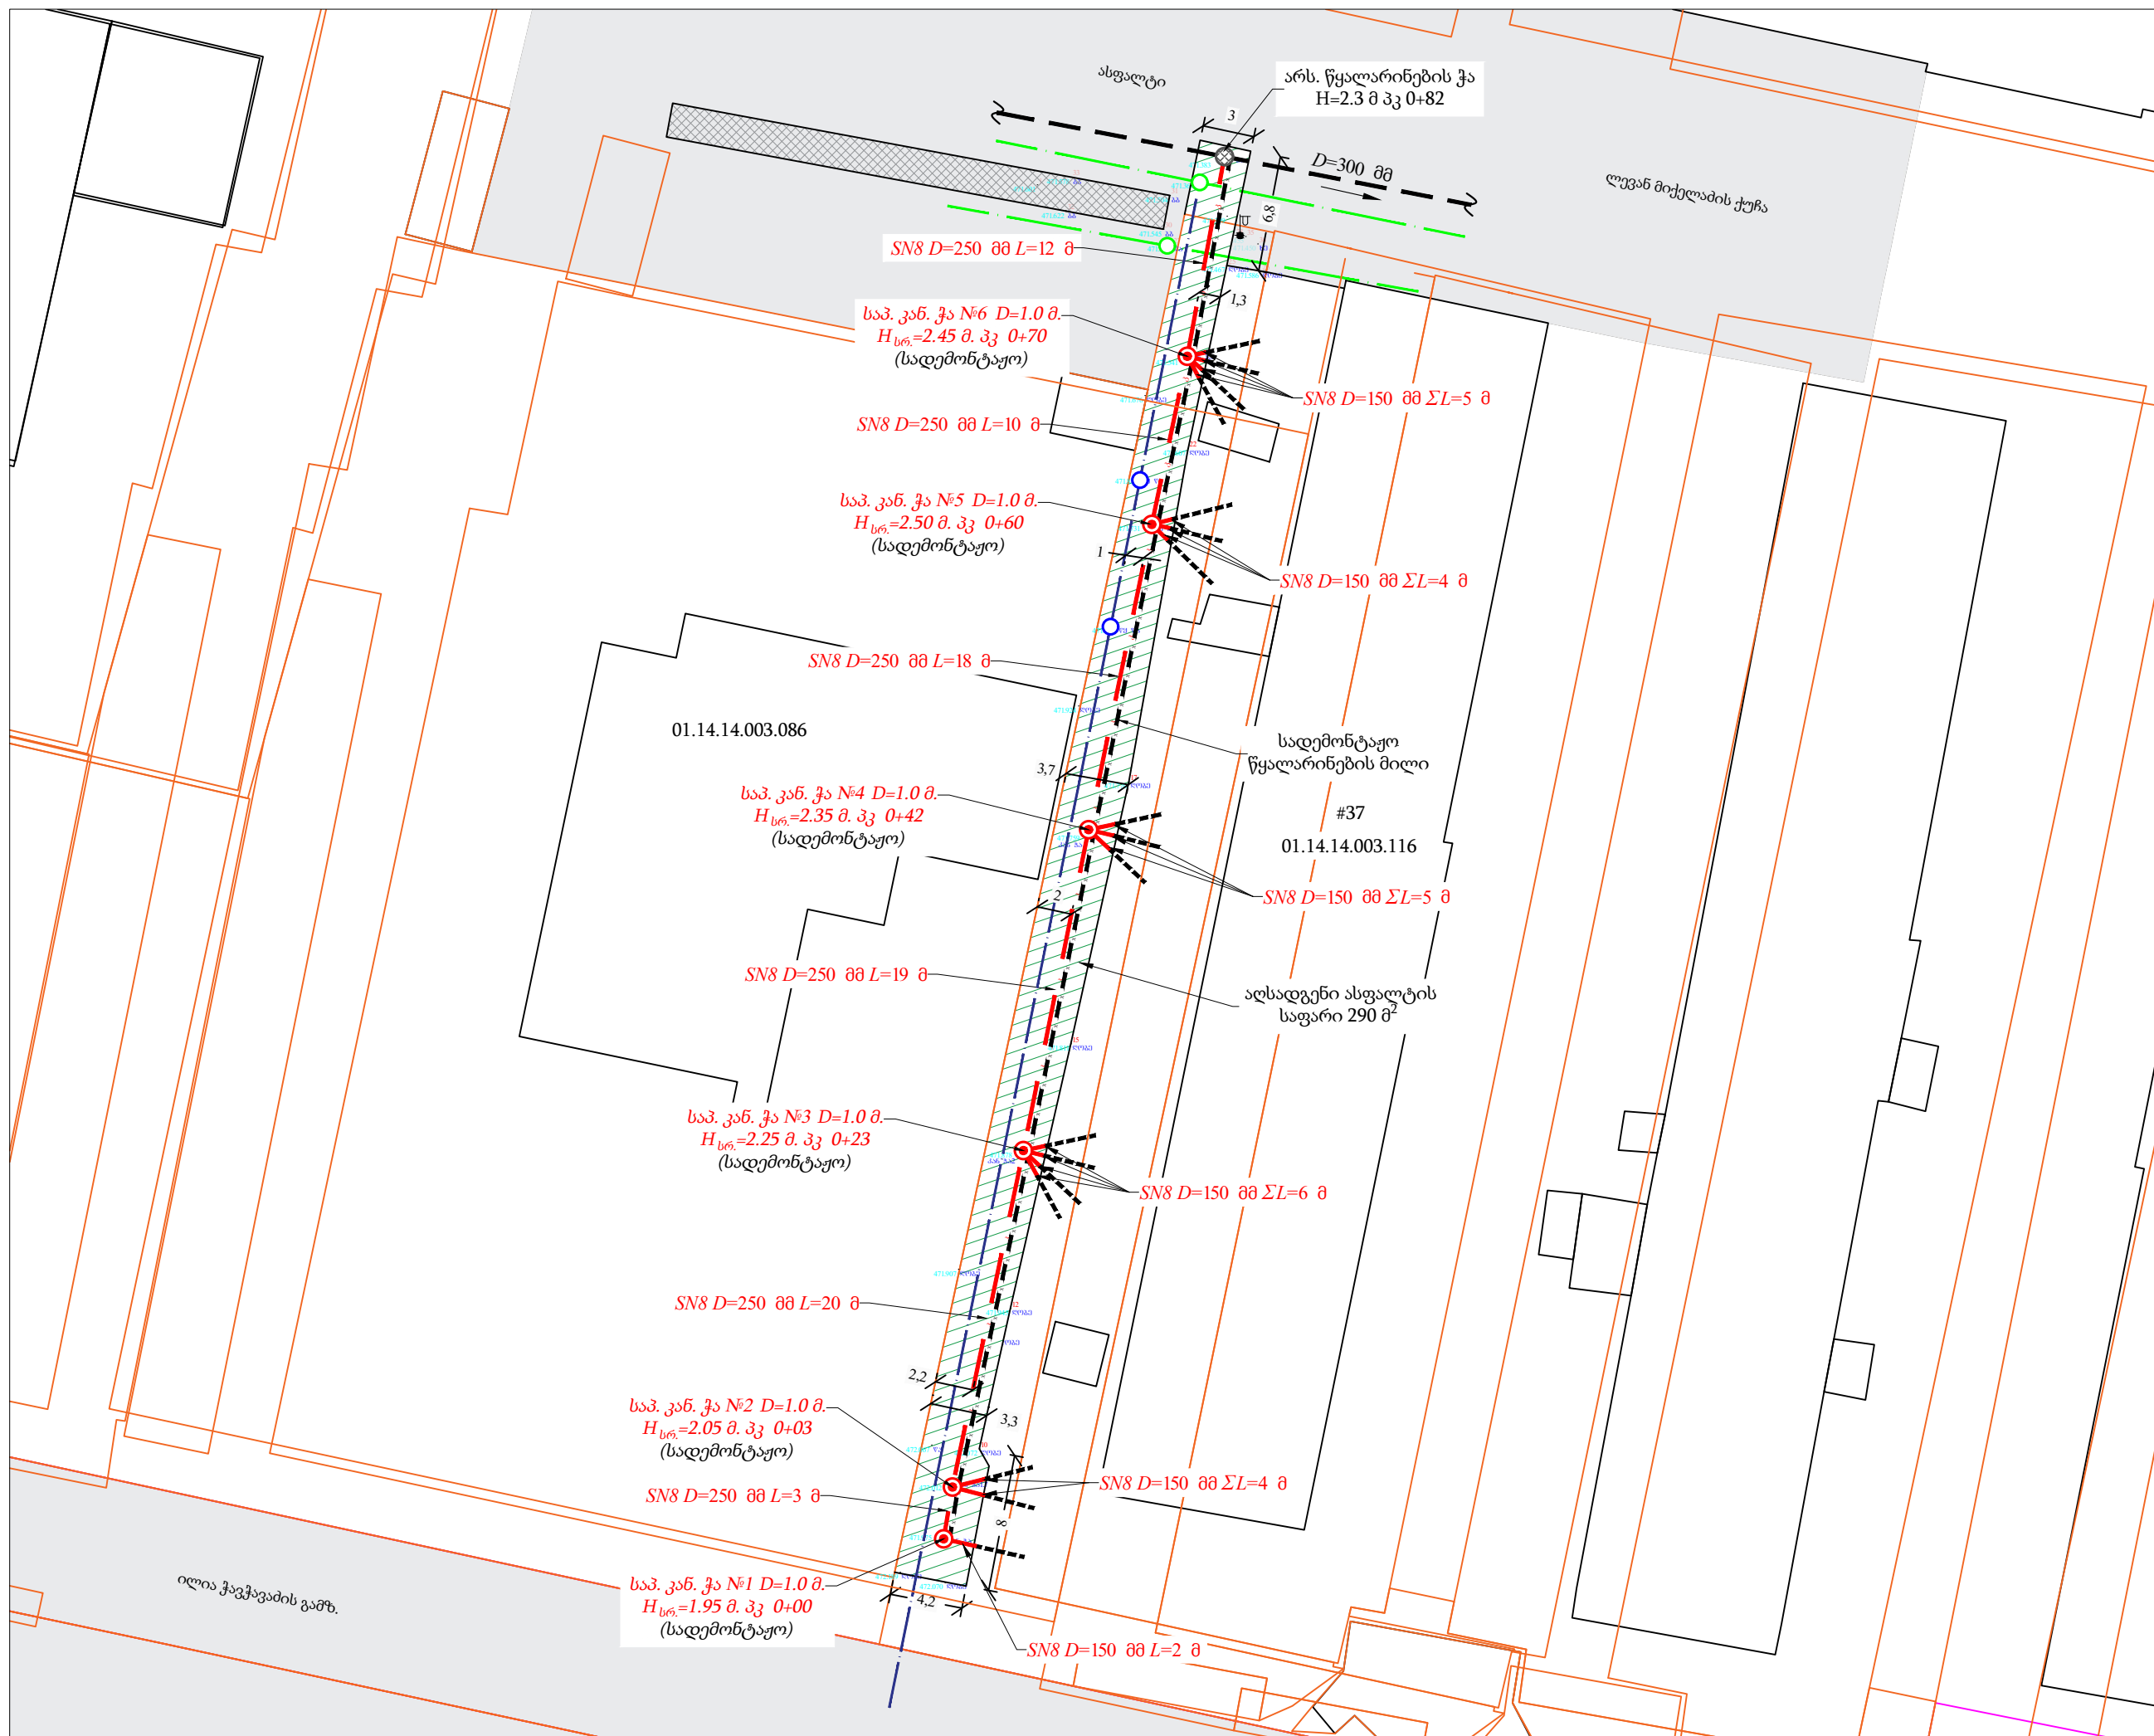 ასფალტი
არს. წყალარინების ჭა
H=2.3 მ პკ 0+82
3
D=300 მმ
ლევან მიქელაძის ქუჩა
6,8
SN8 D=250 მმ L=12 მ
1,3
საპ. კან. ჭა №6 D=1.0 მ.
Hსრ.=2.45 მ. პკ 0+70
(სადემონტაჟო)
SN8 D=150 მმ ΣL=5 მ
SN8 D=250 მმ L=10 მ
საპ. კან. ჭა №5 D=1.0 მ.
Hსრ.=2.50 მ. პკ 0+60
(სადემონტაჟო)
1
SN8 D=150 მმ ΣL=4 მ
SN8 D=250 მმ L=18 მ
01.14.14.003.086
სადემონტაჟო
წყალარინების მილი
3,7
საპ. კან. ჭა №4 D=1.0 მ.
Hსრ.=2.35 მ. პკ 0+42
(სადემონტაჟო)
#37
01.14.14.003.116
2
SN8 D=150 მმ ΣL=5 მ
SN8 D=250 მმ L=19 მ
აღსადგენი ასფალტის
საფარი 290 მ²
საპ. კან. ჭა №3 D=1.0 მ.
Hსრ.=2.25 მ. პკ 0+23
(სადემონტაჟო)
SN8 D=150 მმ ΣL=6 მ
SN8 D=250 მმ L=20 მ
2,2
3,3
საპ. კან. ჭა №2 D=1.0 მ.
Hსრ.=2.05 მ. პკ 0+03
(სადემონტაჟო)
SN8 D=150 მმ ΣL=4 მ
SN8 D=250 მმ L=3 მ
8
ილია ჭავჭავაძის გამზ.
საპ. კან. ჭა №1 D=1.0 მ.
Hსრ.=1.95 მ. პკ 0+00
(სადემონტაჟო)
4,2
SN8 D=150 მმ L=2 მ